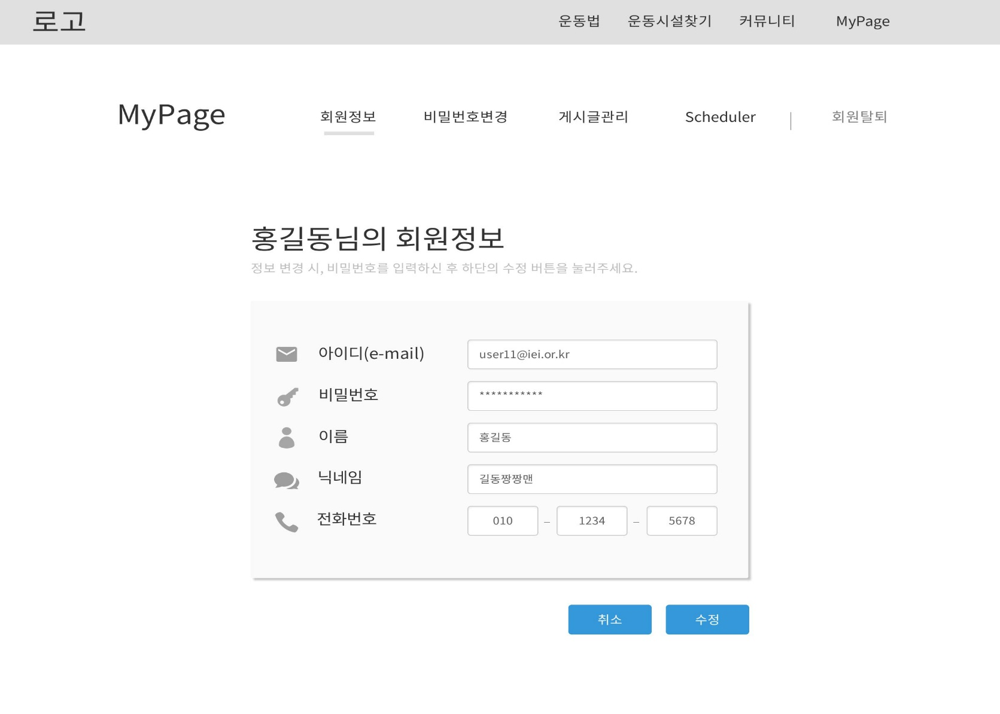 로고 운동법 운동시설찾기 커뮤니티 MyPage
MyPage 회원정보 비밀번호변경 게시글관리 Scheduler | 회원탈퇴
홍길동님의 회원정보
정보 변경 시, 비밀번호를 입력하신 후 하단의 수정 버튼을 눌러주세요.
아이디(e-mail) user11@iei.or.kr
비밀번호 ***********
이름 홍길동
닉네임 길동짱짱맨
전화번호 010 – 1234 – 5678
취소 수정